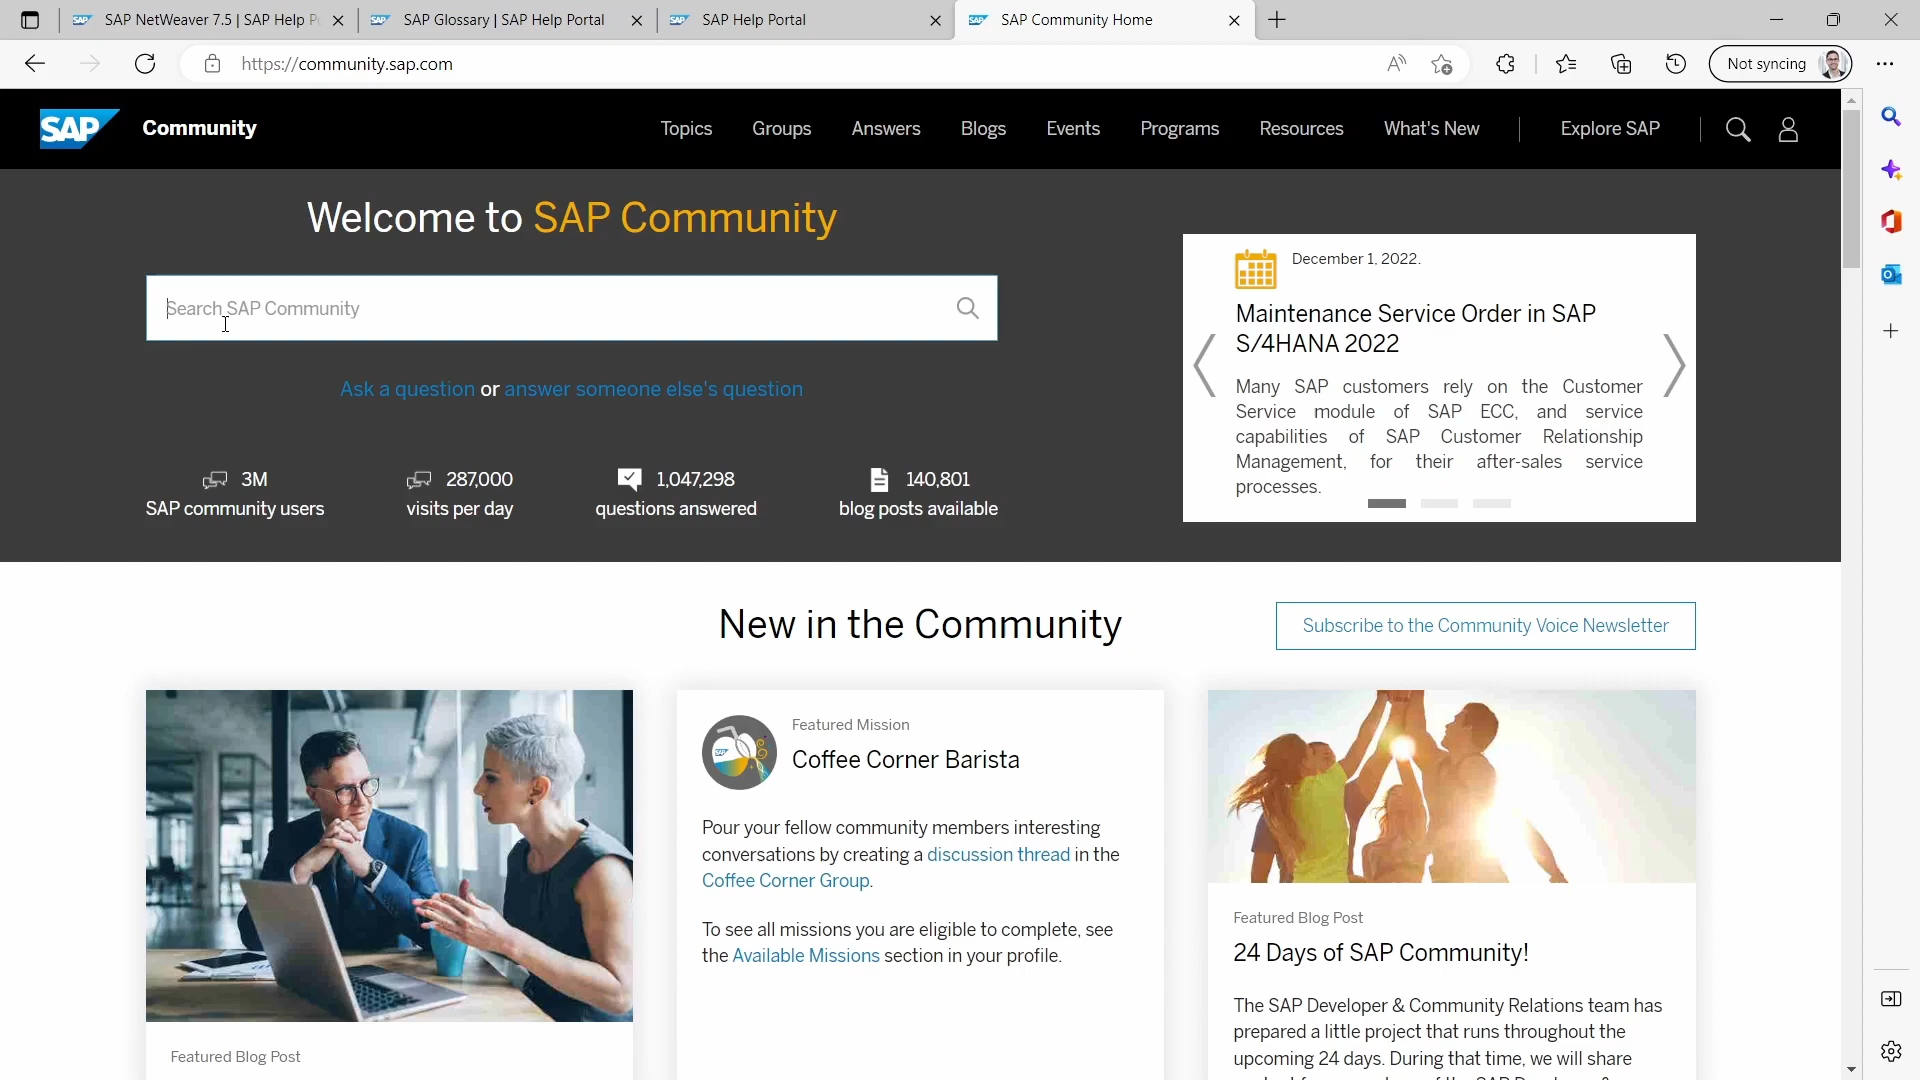 SAP NetWeaver 7.5 | SAP Help P
SAP Glossary | SAP Help Portal
SAP Help Portal
SAP Community Home
https://community.sap.com
Not syncing
SAP Community
Topics
Groups
Answers
Blogs
Events
Programs
Resources
What's New
Explore SAP
Welcome to SAP Community
Search SAP Community
Ask a question or answer someone else's question
3M
SAP community users
287,000
visits per day
1,047,298
questions answered
140,801
blog posts available
December 1, 2022.
Maintenance Service Order in SAP
S/4HANA 2022
Many SAP customers rely on the Customer
Service module of SAP ECC, and service
capabilities of SAP Customer Relationship
Management, for their after-sales service
processes.
New in the Community
Subscribe to the Community Voice Newsletter
Featured Blog Post
Featured Mission
Coffee Corner Barista
Pour your fellow community members interesting
conversations by creating a discussion thread in the
Coffee Corner Group.
To see all missions you are eligible to complete, see
the Available Missions section in your profile.
Featured Blog Post
24 Days of SAP Community!
The SAP Developer & Community Relations team has
prepared a little project that runs throughout the
upcoming 24 days. During that time, we will share